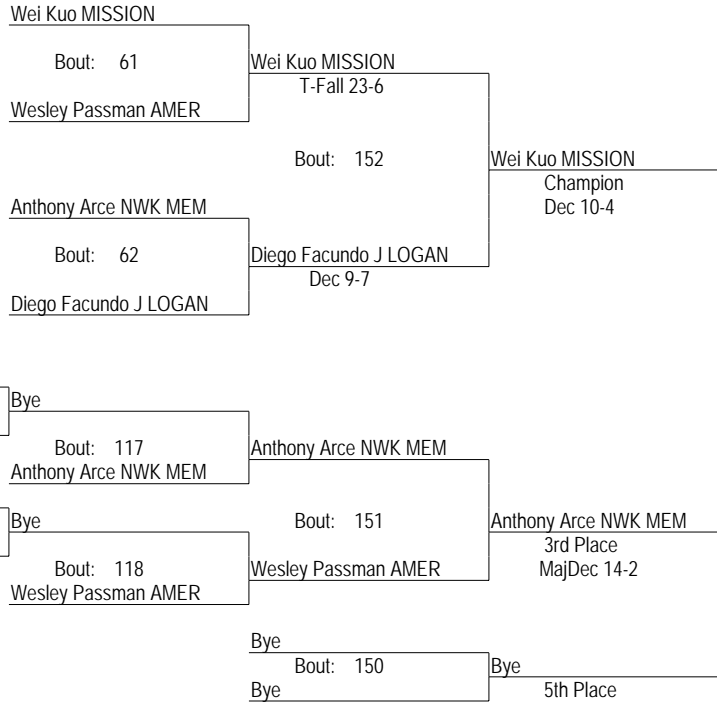 Wei Kuo MISSION
Bout: 61
Wei Kuo MISSION
T-Fall 23-6
Wesley Passman AMER
Bout: 152
Wei Kuo MISSION
Champion
Anthony Arce NWK MEM
Dec 10-4
Bout: 62
Diego Facundo J LOGAN
Dec 9-7
Diego Facundo J LOGAN
Bye
Bout: 117
Anthony Arce NWK MEM
Anthony Arce NWK MEM
Bye
Bout: 151
Anthony Arce NWK MEM
3rd Place
Bout: 118
Wesley Passman AMER
MajDec 14-2
Wesley Passman AMER
Bye
Bout: 150
Bye
Bye
5th Place